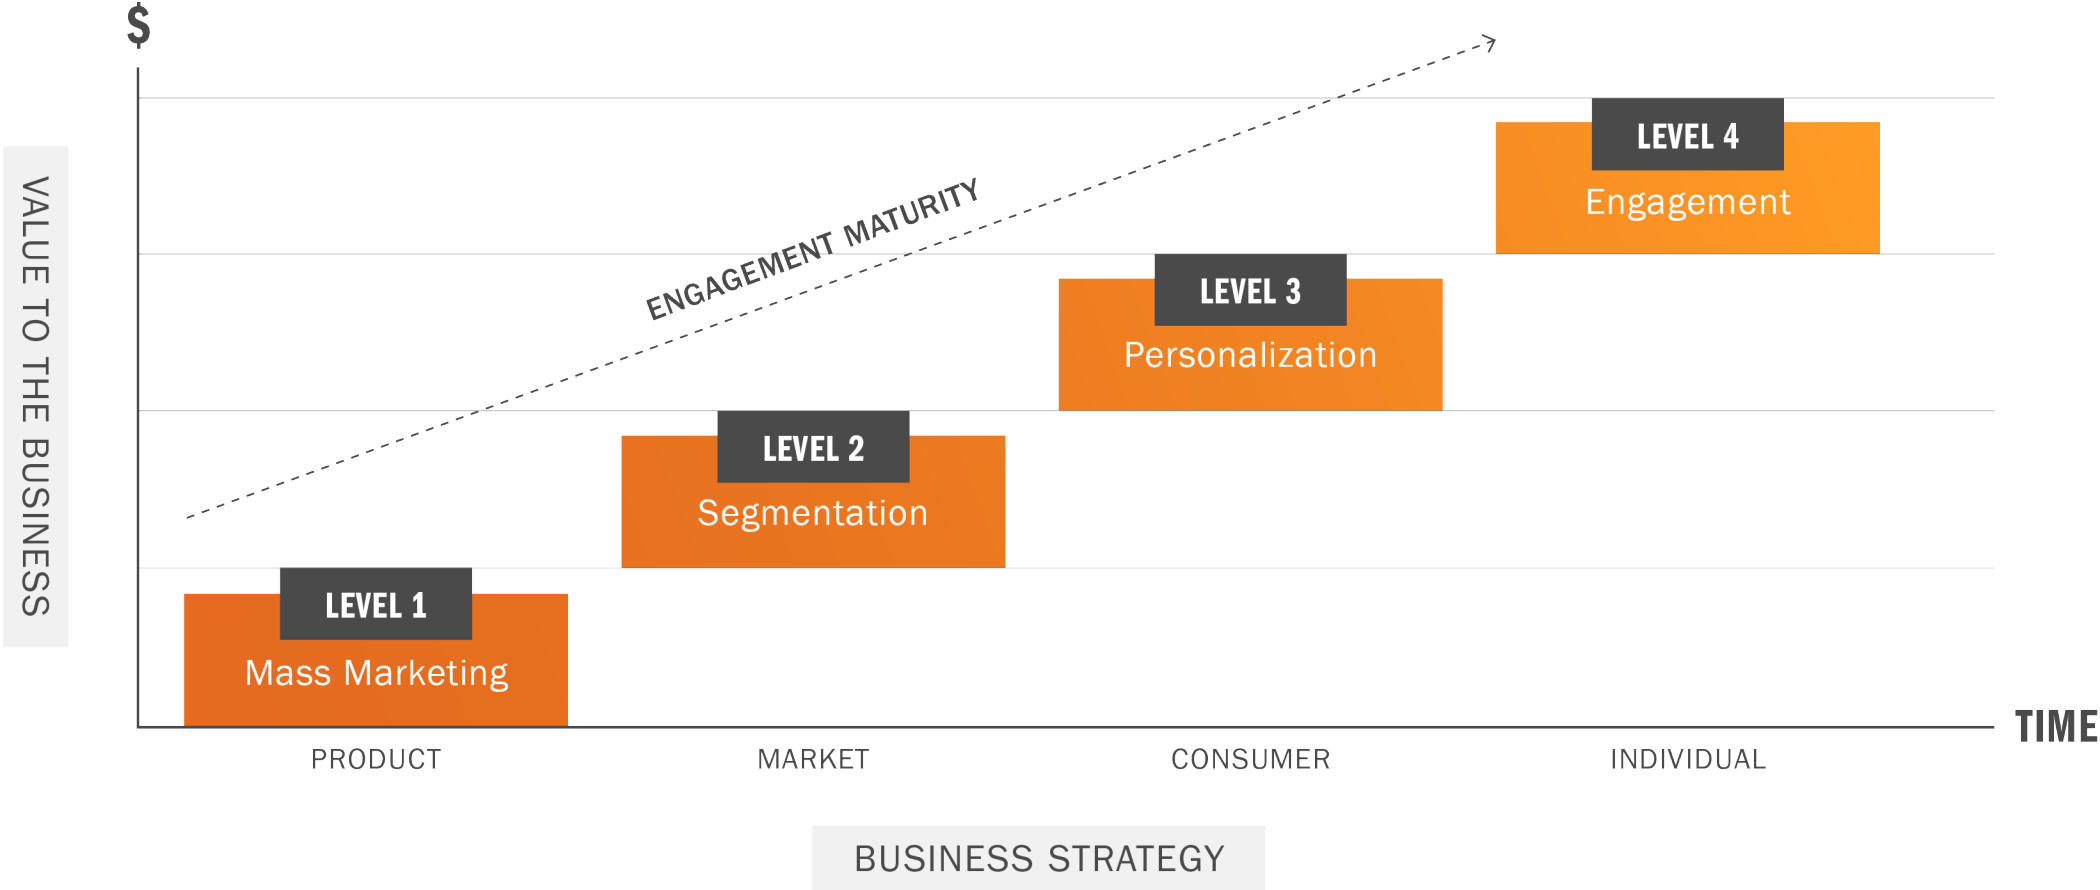 $
VALUE TO THE BUSINESS
ENGAGEMENT MATURITY
LEVEL 4
Engagement
LEVEL 3
Personalization
LEVEL 2
Segmentation
LEVEL 1
Mass Marketing
TIME
PRODUCT
MARKET
CONSUMER
INDIVIDUAL
BUSINESS STRATEGY